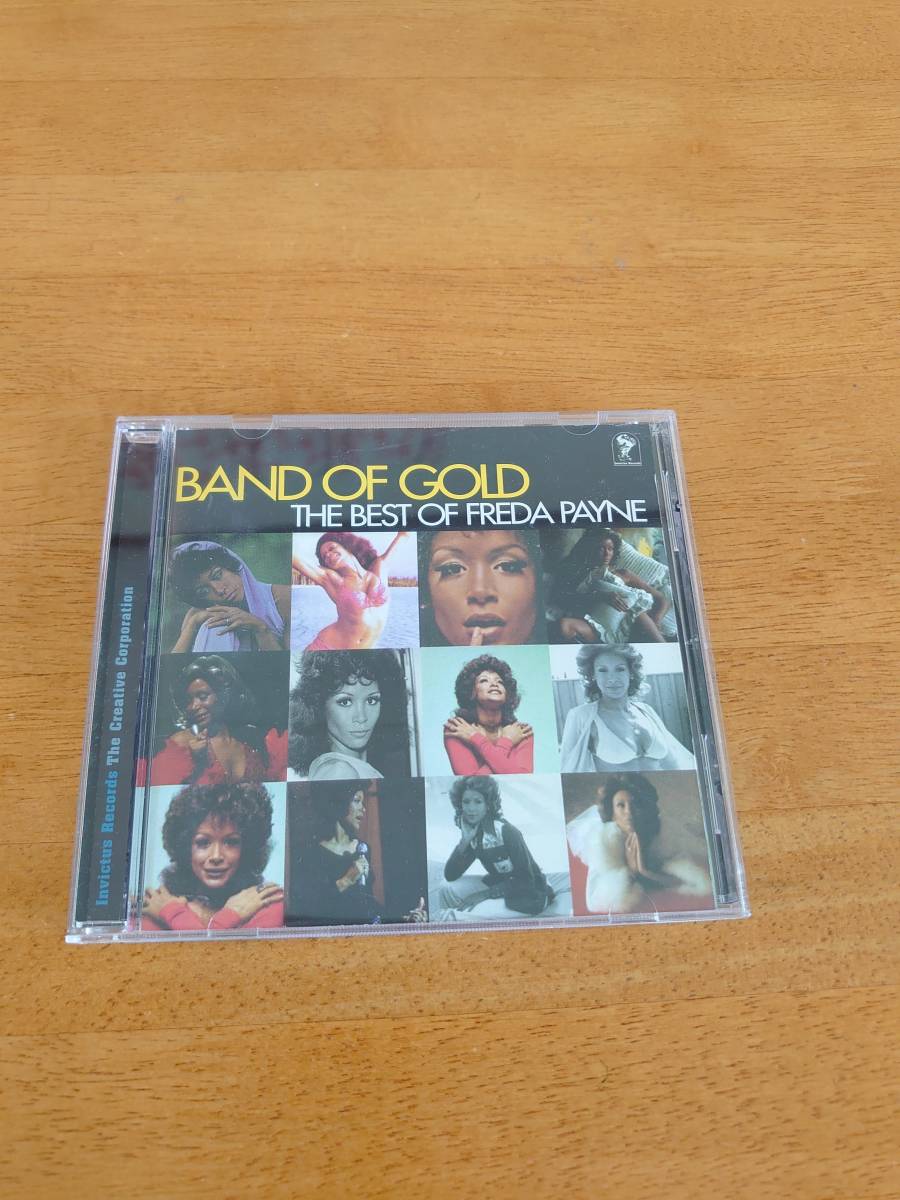 BAND OF GOLD
THE BEST OF FREDA PAYNE
Invictus Records The Creative Corporation